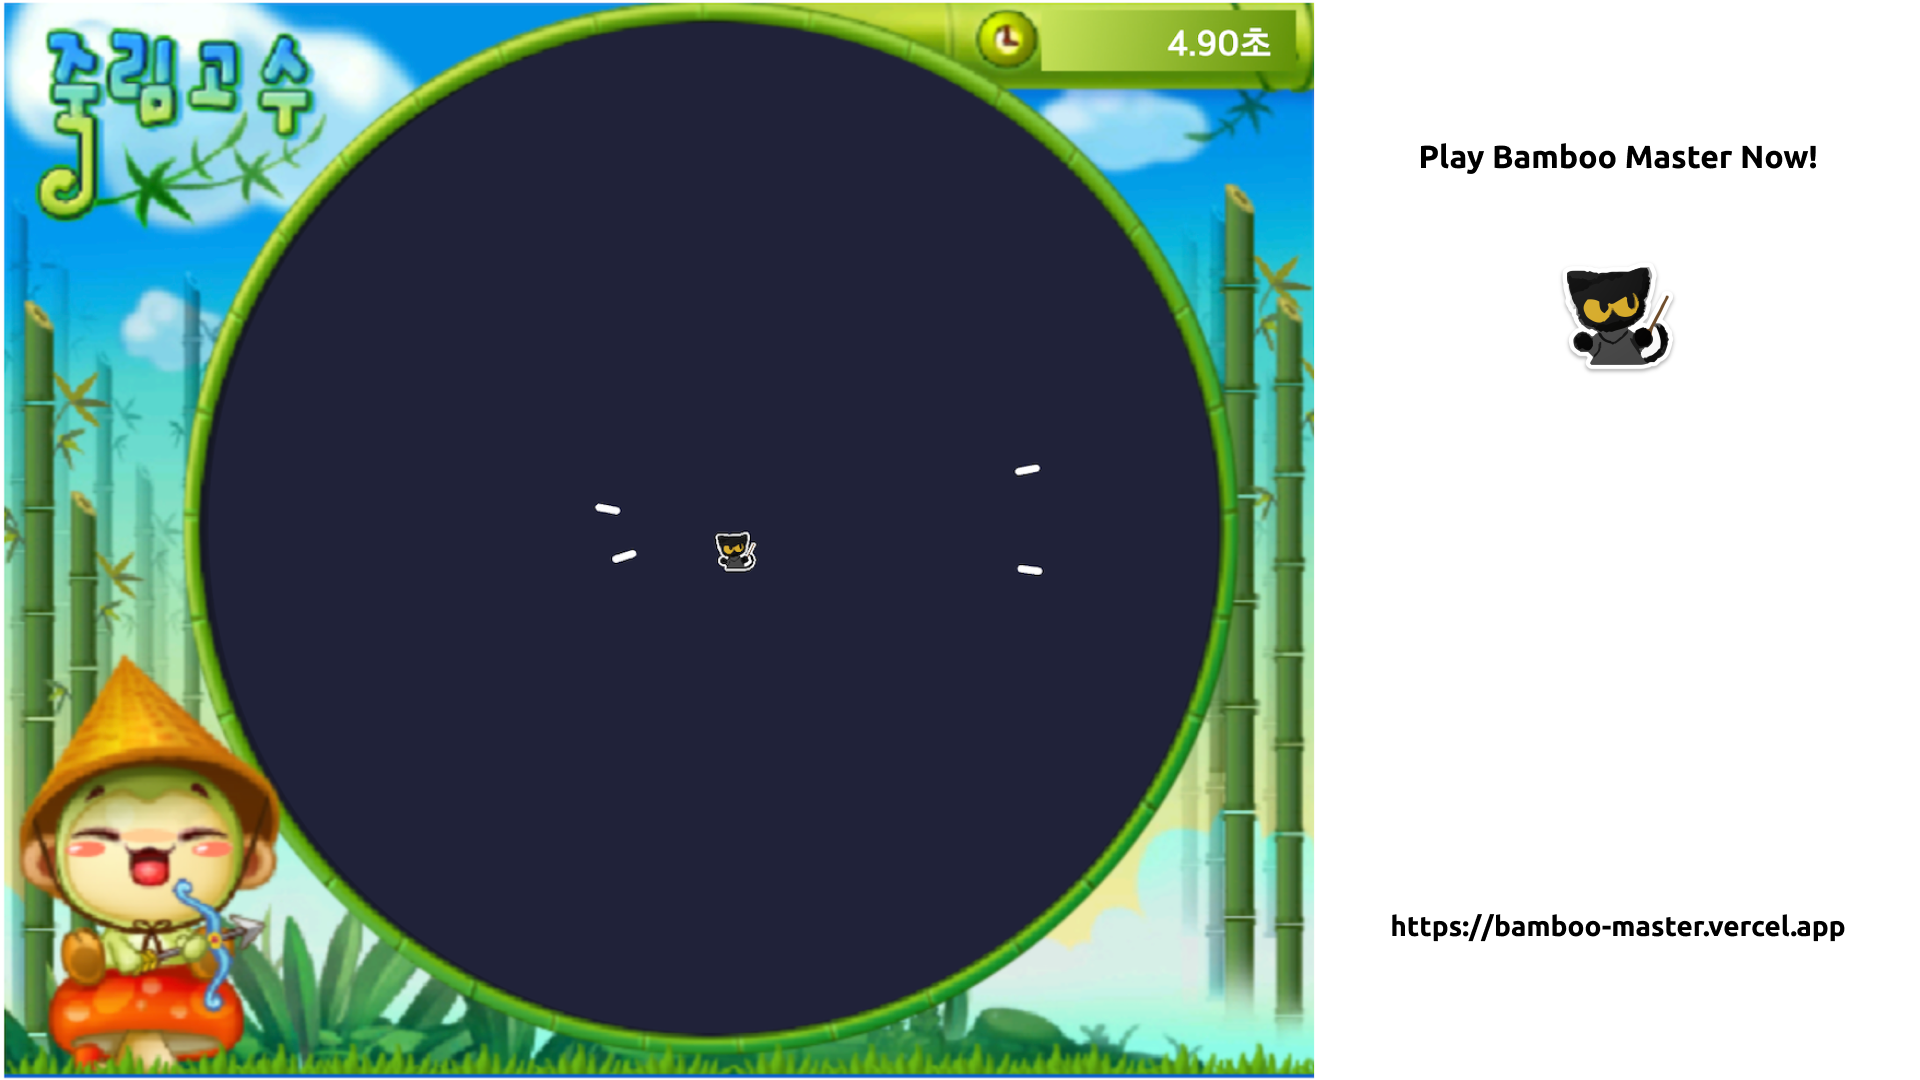 죽림고수
4.90초
Play Bamboo Master Now!
https://bamboo-master.vercel.app